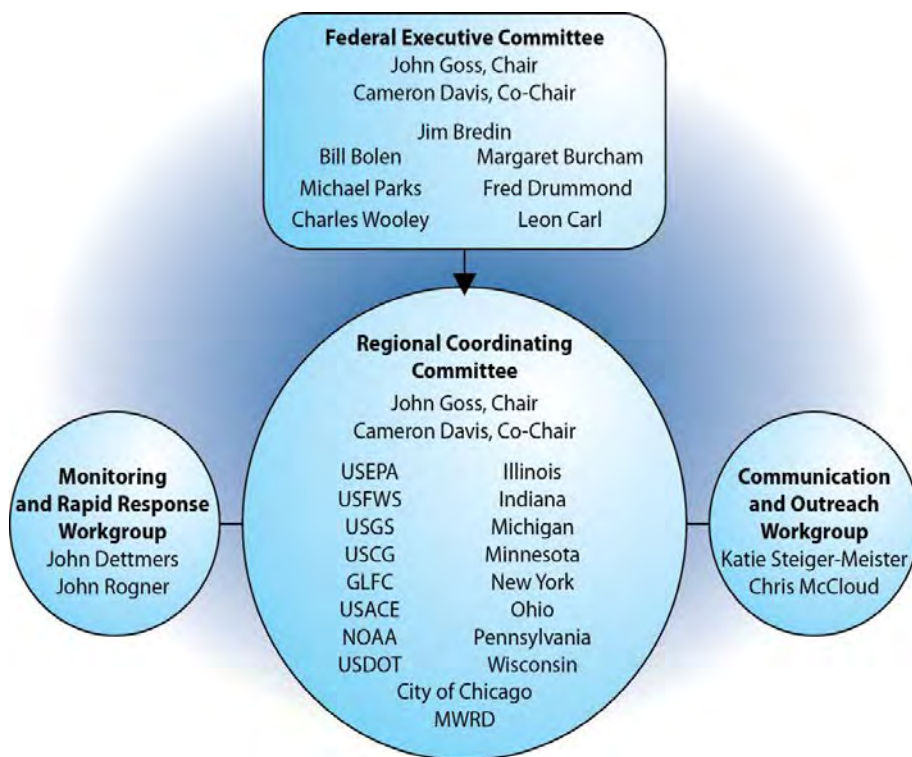 Federal Executive Committee
John Goss, Chair
Cameron Davis, Co-Chair
Jim Bredin
Bill Bolen Margaret Burcham
Michael Parks Fred Drummond
Charles Wooley Leon Carl
Regional Coordinating
Committee
John Goss, Chair
Cameron Davis, Co-Chair
USEPA Illinois
USFWS Indiana
USGS Michigan
USCG Minnesota
GLFC New York
USACE Ohio
NOAA Pennsylvania
USDOT Wisconsin
City of Chicago
MWRD
Monitoring
and Rapid Response
Workgroup
John Dettmers
John Rogner
Communication
and Outreach
Workgroup
Katie Steiger-Meister
Chris McCloud